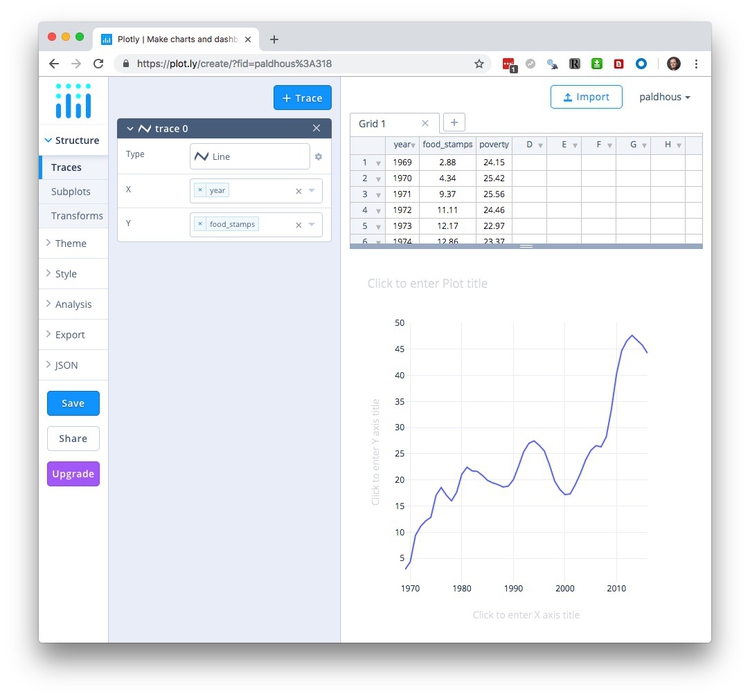 Plotly | Make charts and dashb
https://plot.ly/create/?fid=paldhous%3A318
1
+ Trace
Import
paldhous
Structure
Traces
Subplots
Transforms
Theme
Style
Analysis
Export
JSON
Save
Share
Upgrade
trace 0
Type
Line
X
year
Y
food_stamps
Grid 1
year food_stamps poverty D E F G H
1 1969 2.88 24.15
2 1970 4.34 25.42
3 1971 9.37 25.56
4 1972 11.11 24.46
5 1973 12.17 22.97
6 1974 12.86 23.37
Click to enter Plot title
50
45
40
35
30
25
20
15
10
5
Click to enter Y axis title
1970 1980 1990 2000 2010
Click to enter X axis title